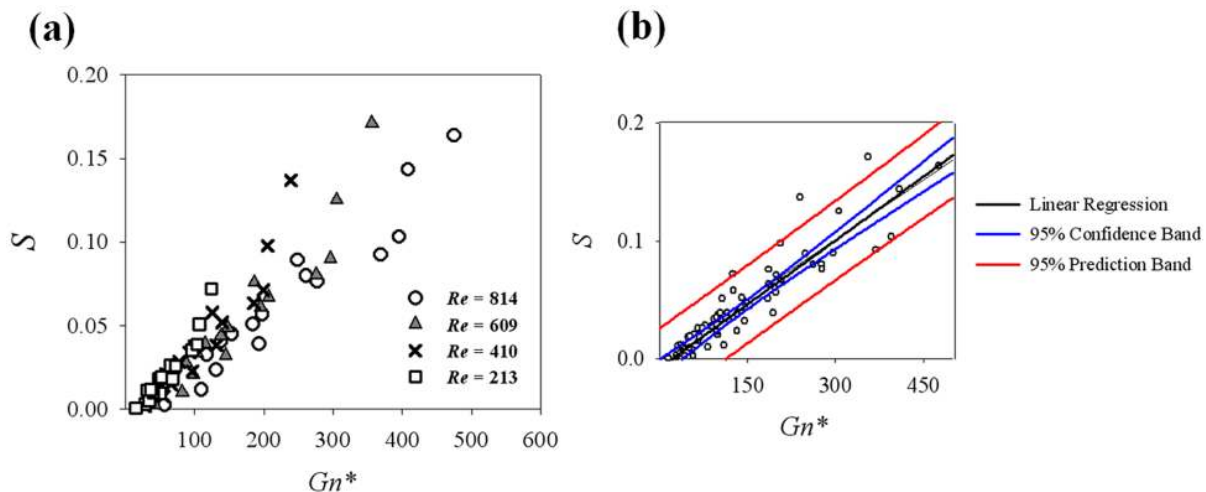 (a)
0.20
0.15
0.10
0.05
0.00
S
100 200 300 400 500 600
Gn*
Re = 814
Re = 609
Re = 410
Re = 213
(b)
0.2
0.1
0.0
S
150 300 450
Gn*
Linear Regression
95% Confidence Band
95% Prediction Band